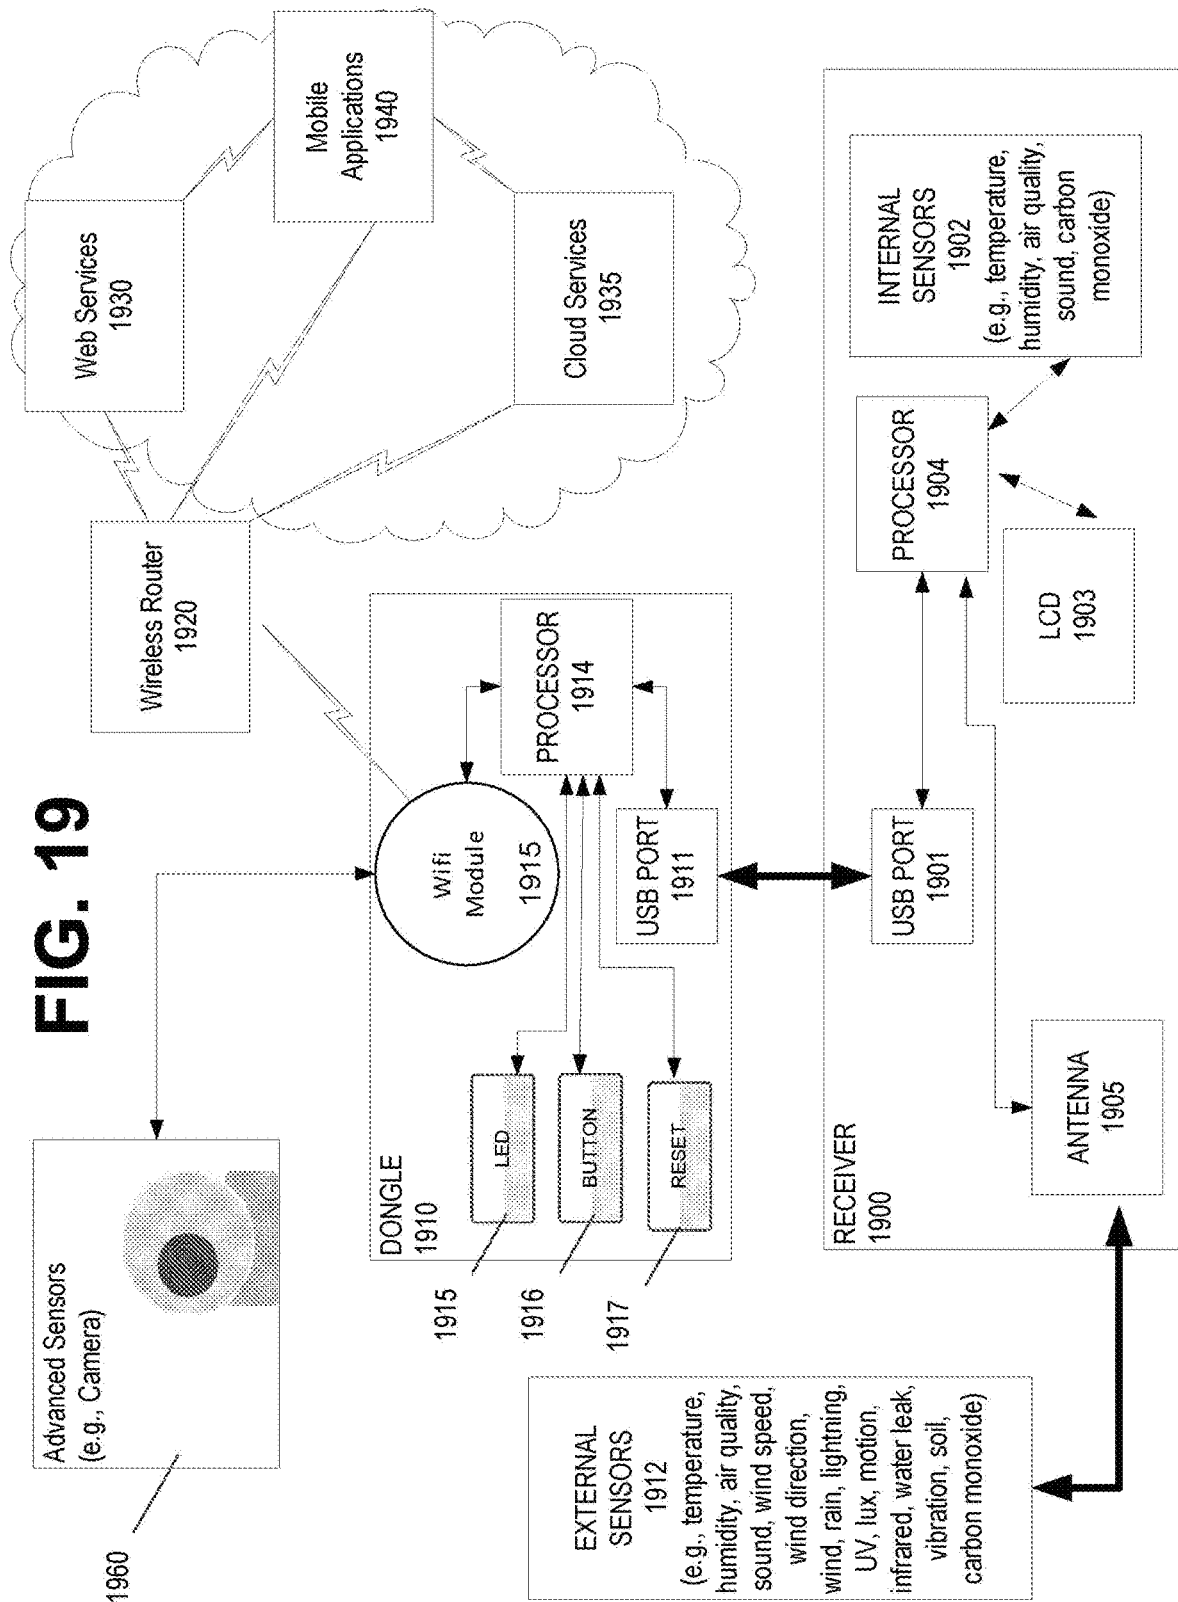 FIG. 19
1960
Advanced Sensors
(e.g., Camera)
Wireless Router
1920
Web Services
1930
Mobile
Applications
1940
Cloud Services
1935
DONGLE
1910
Wifi
Module
1915
PROCESSOR
1914
LED
BUTTON
RESET
1915
1916
1917
USB PORT
1911
EXTERNAL
SENSORS
1912
(e.g., temperature,
humidity, air quality,
sound, wind speed,
wind direction,
wind, rain, lightning,
UV, lux, motion,
infrared, water leak,
vibration, soil,
carbon monoxide)
RECEIVER
1900
ANTENNA
1905
USB PORT
1901
PROCESSOR
1904
LCD
1903
INTERNAL
SENSORS
1902
(e.g., temperature,
humidity, air quality,
sound, carbon
monoxide)